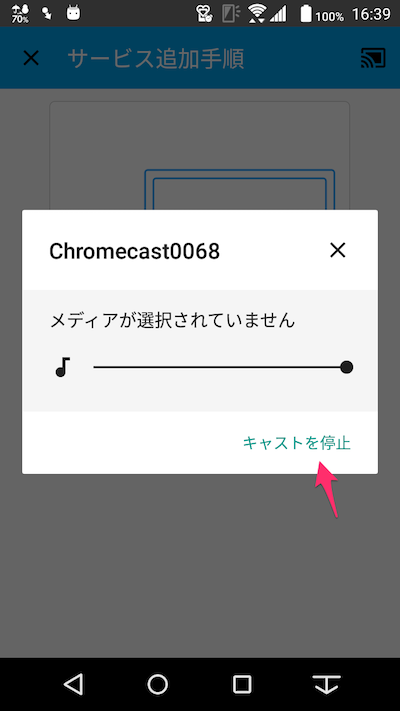 70%
100%
16:39
サービス追加手順
Chromecast0068
メディアが選択されていません
キャストを停止